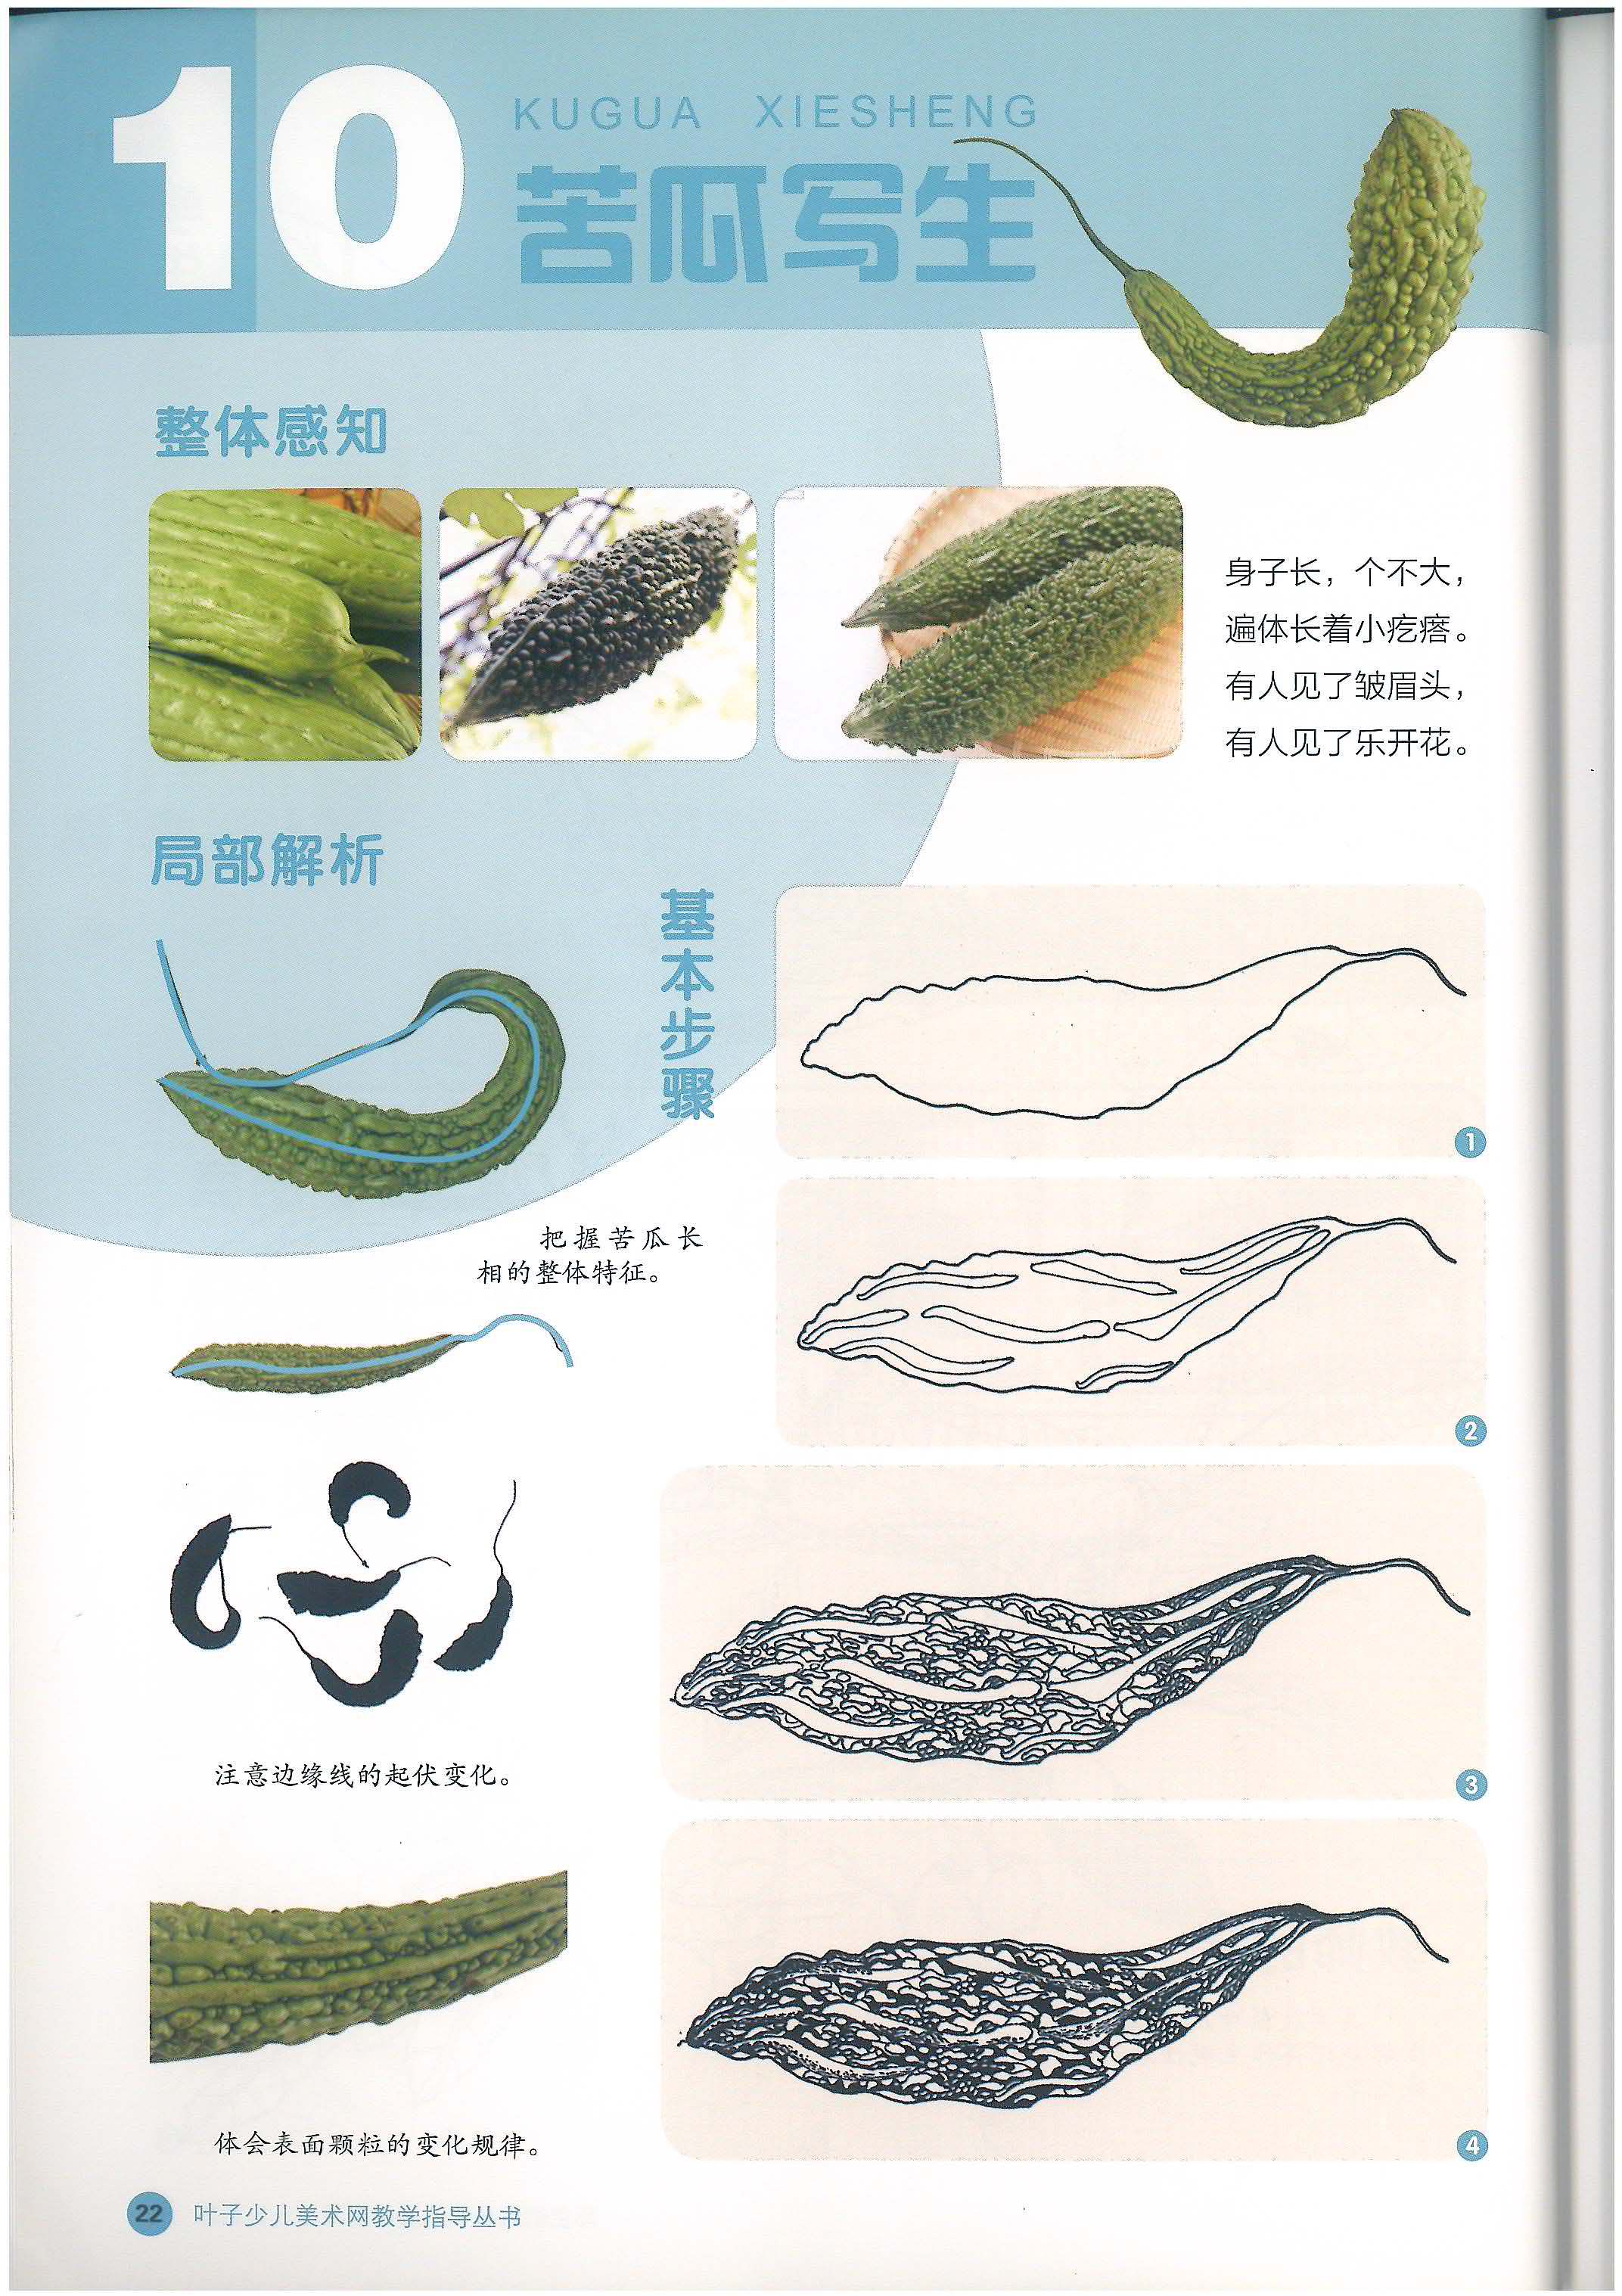 10
KUGUA XIESHENG
苦瓜写生
整体感知
身子长，个不大，
遍体长着小疙瘩。
有人见了皱眉头，
有人见了乐开花。
局部解析
把握苦瓜长
相的整体特征。
注意边缘线的起伏变化。
体会表面颗粒的变化规律。
基本步骤
1
2
3
4
22 叶子少儿美术网教学指导丛书